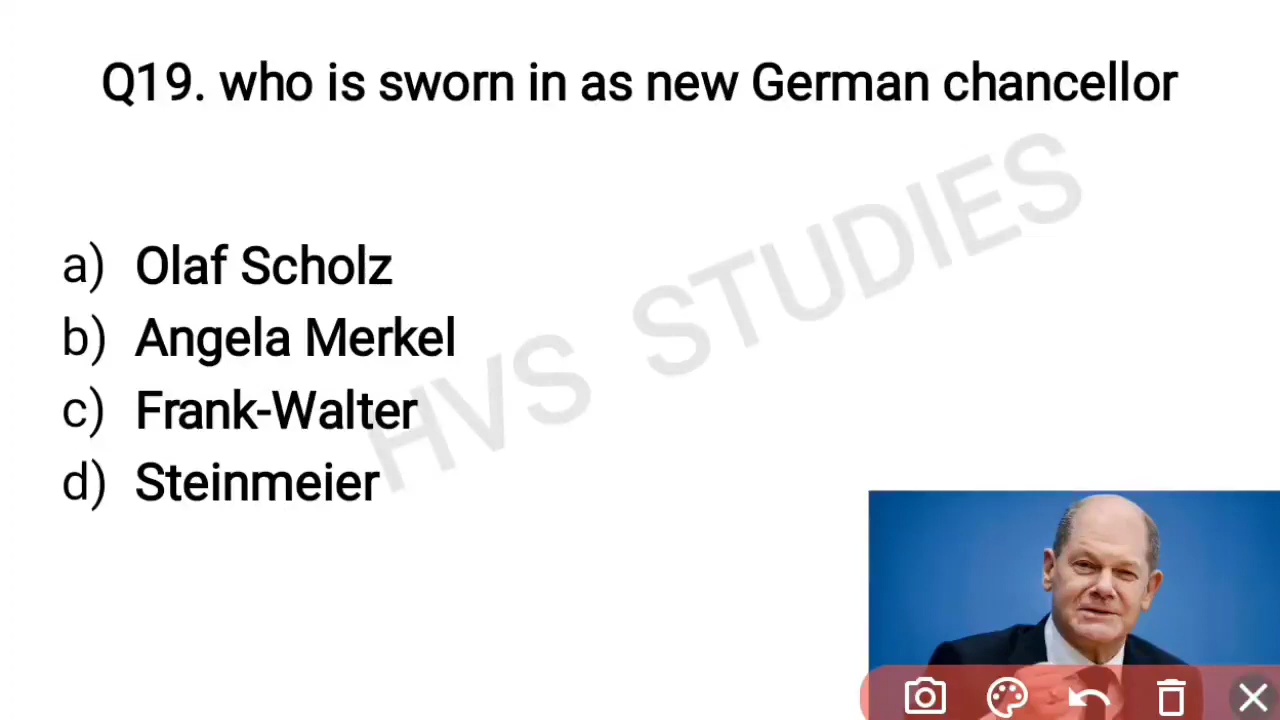 Q19. who is sworn in as new German chancellor
HVS STUDIES
a) Olaf Scholz
b) Angela Merkel
c) Frank-Walter
d) Steinmeier